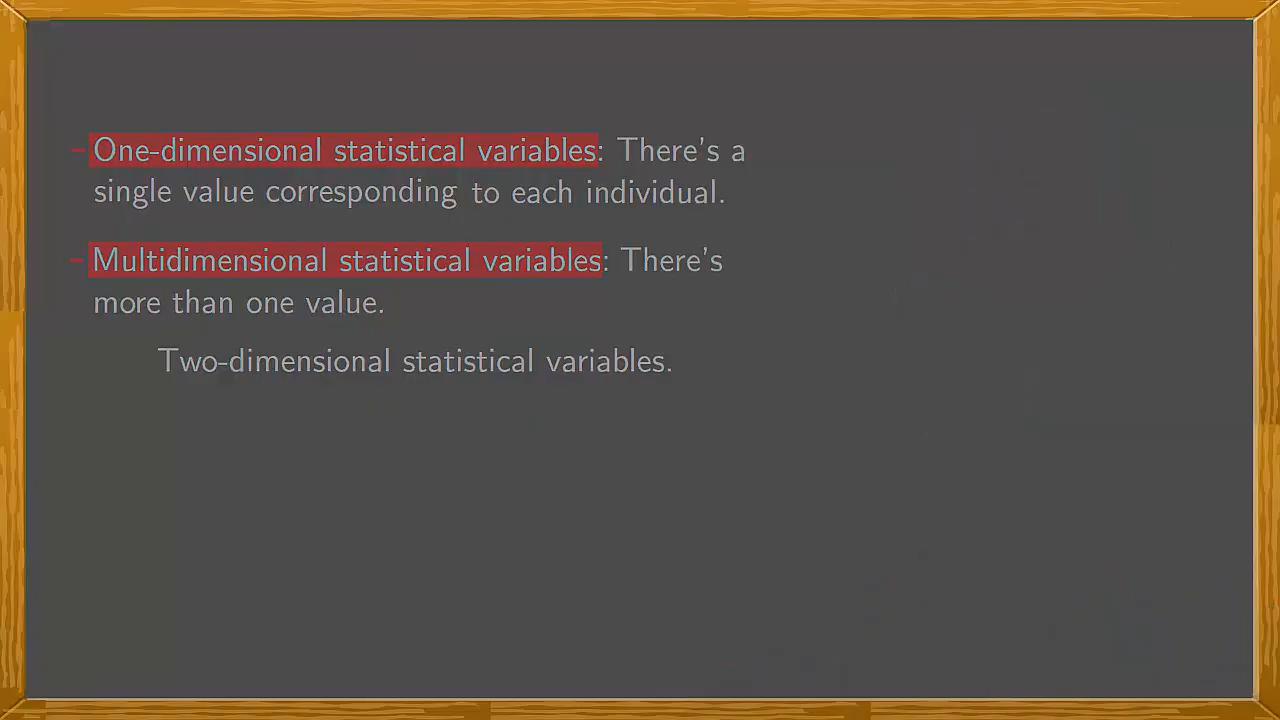 - One-dimensional statistical variables: There's a
single value corresponding to each individual.
- Multidimensional statistical variables: There's
more than one value.
Two-dimensional statistical variables.